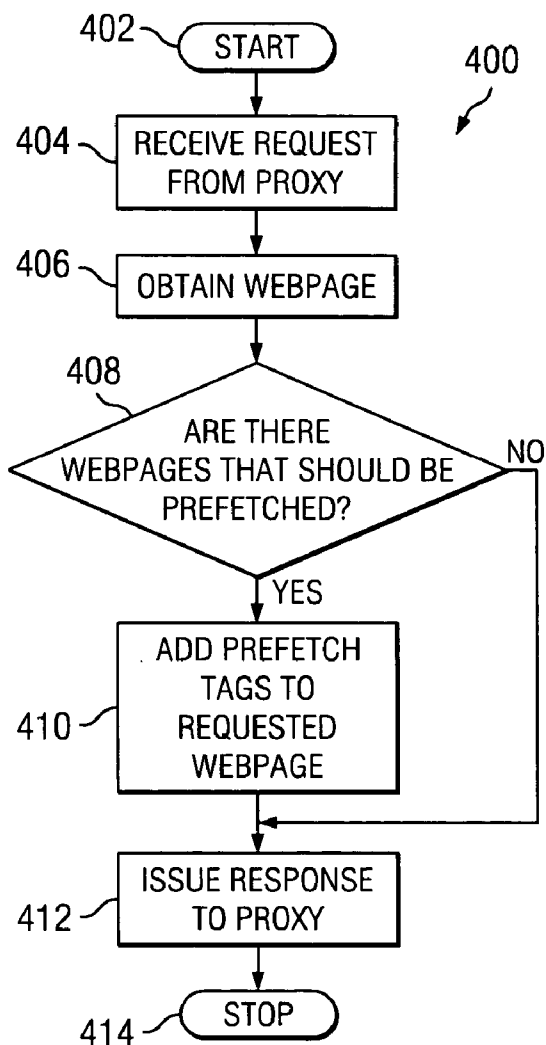 402
START
400
404
RECEIVE REQUEST
FROM PROXY
406
OBTAIN WEBPAGE
408
ARE THERE
WEBPAGES THAT SHOULD BE
PREFETCHED?
NO
YES
410
ADD PREFETCH
TAGS TO
REQUESTED
WEBPAGE
412
ISSUE RESPONSE
TO PROXY
414
STOP